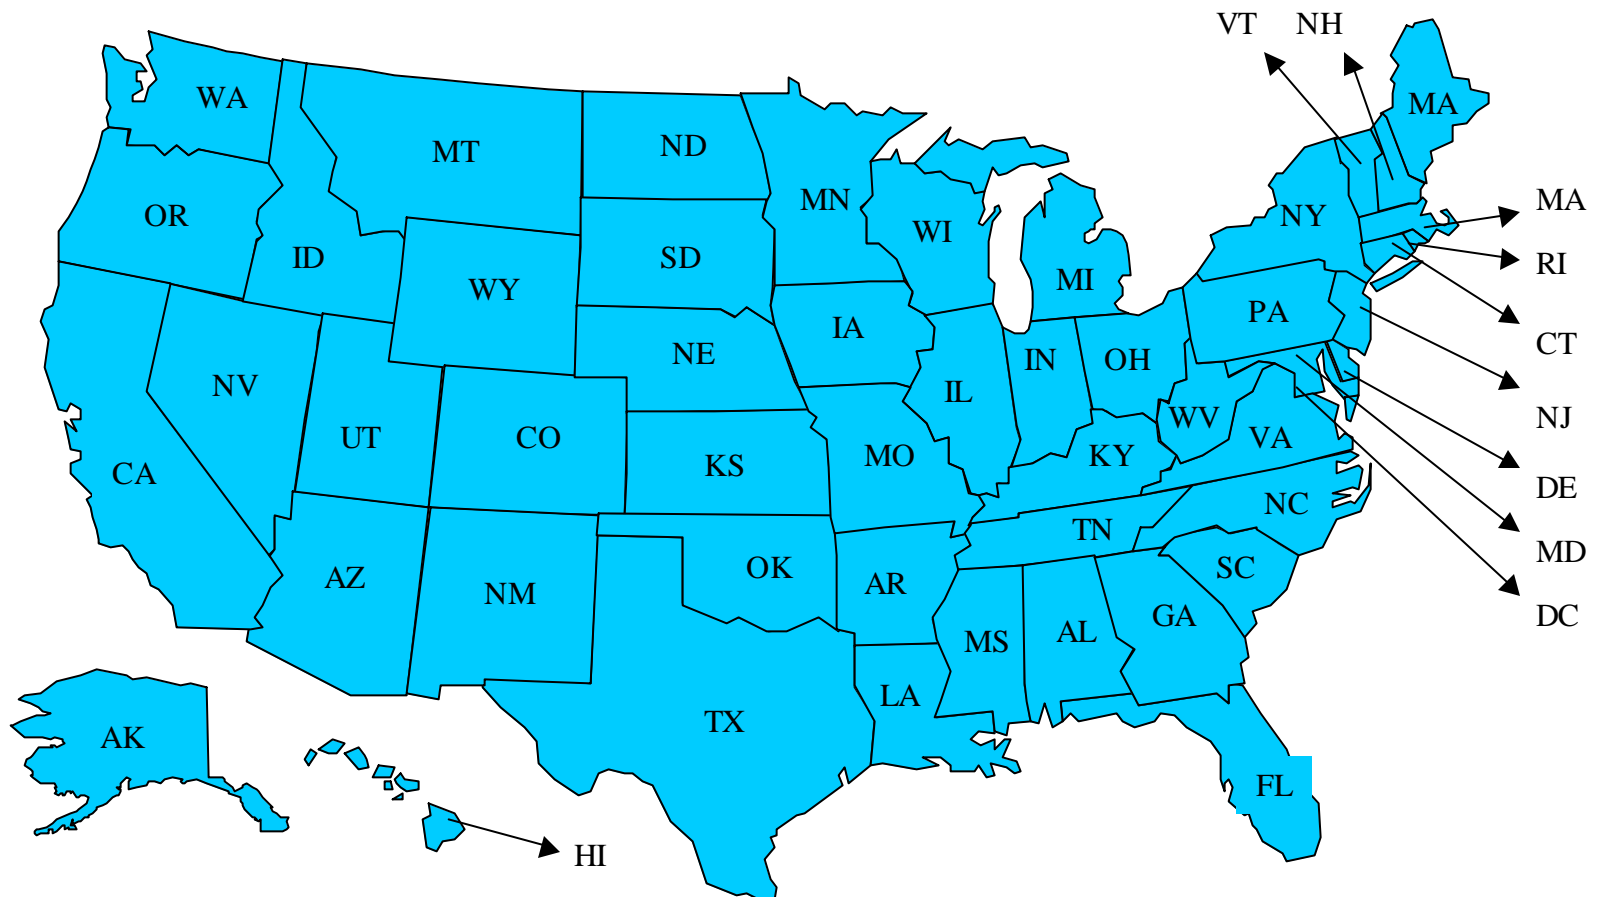 VT NH
WA
MA
MT
ND
MN
MA
OR
NY
WI
ID
SD
RI
WY
MI
PA
IA
CT
NE
IN
OH
NV
IL
NJ
WV
UT
CO
VA
MO
KY
KS
CA
DE
NC
TN
MD
OK
SC
AZ
AR
NM
GA
DC
AL
MS
LA
TX
AK
FL
HI